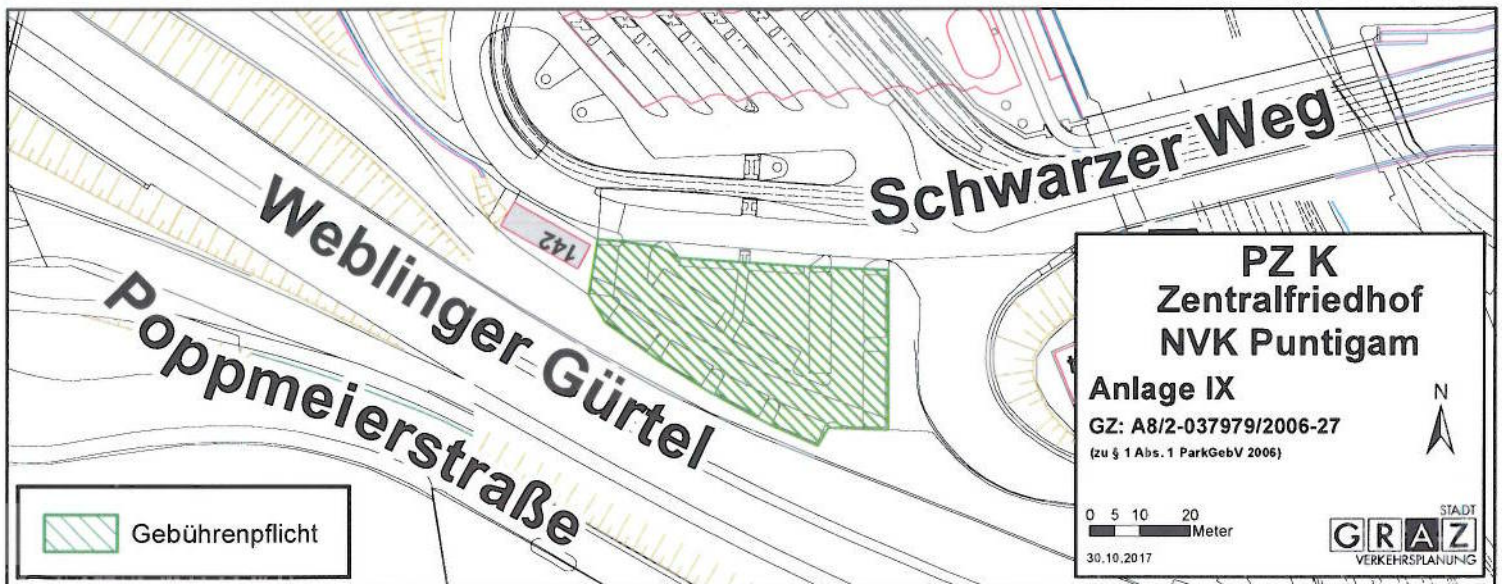 Schwarzer Weg
Weblinger Gürtel
142
Poppmeierstraße
Gebührenpflicht
PZ K
Zentralfriedhof
NVK Puntigam
Anlage IX
GZ: A8/2-037979/2006-27
(zu § 1 Abs. 1 ParkGebV 2006)
N
0 5 10 20
Meter
30.10.2017
STADT
GRAZ
VERKEHRSPLANUNG